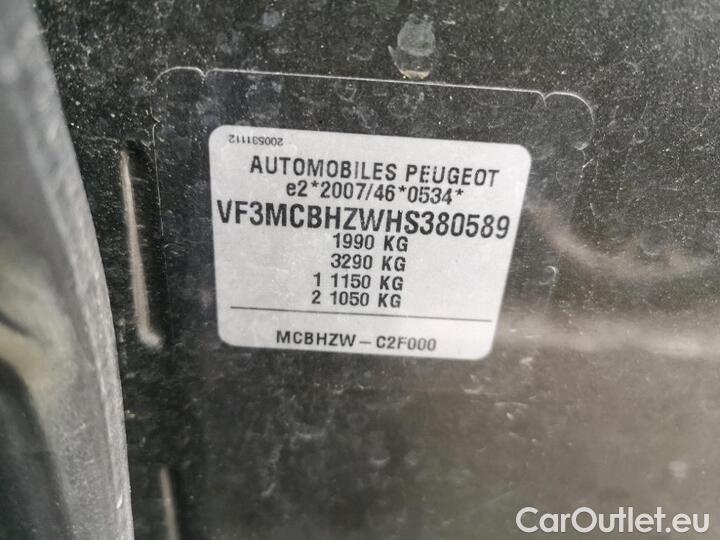 200531112
AUTOMOBILES PEUGEOT
e2*2007/46*0534*
VF3MCBHZWHS380589
1990 KG
3290 KG
1 1150 KG
2 1050 KG
MCBHZW-C2F000
CarOutlet.eu